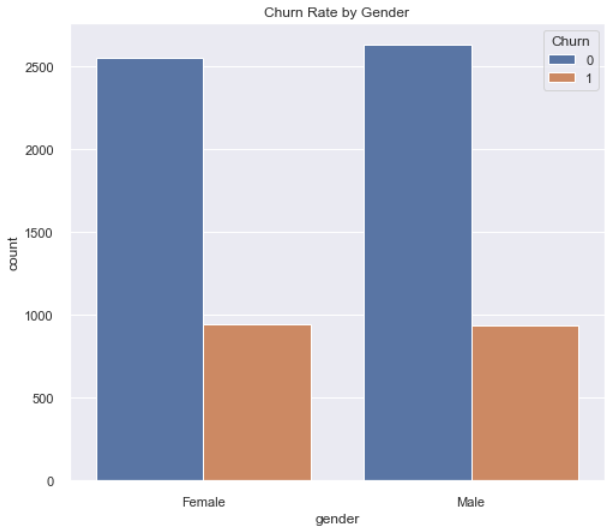 Churn Rate by Gender
Churn
0
1
2500
2000
1500
1000
500
0
count
Female
Male
gender